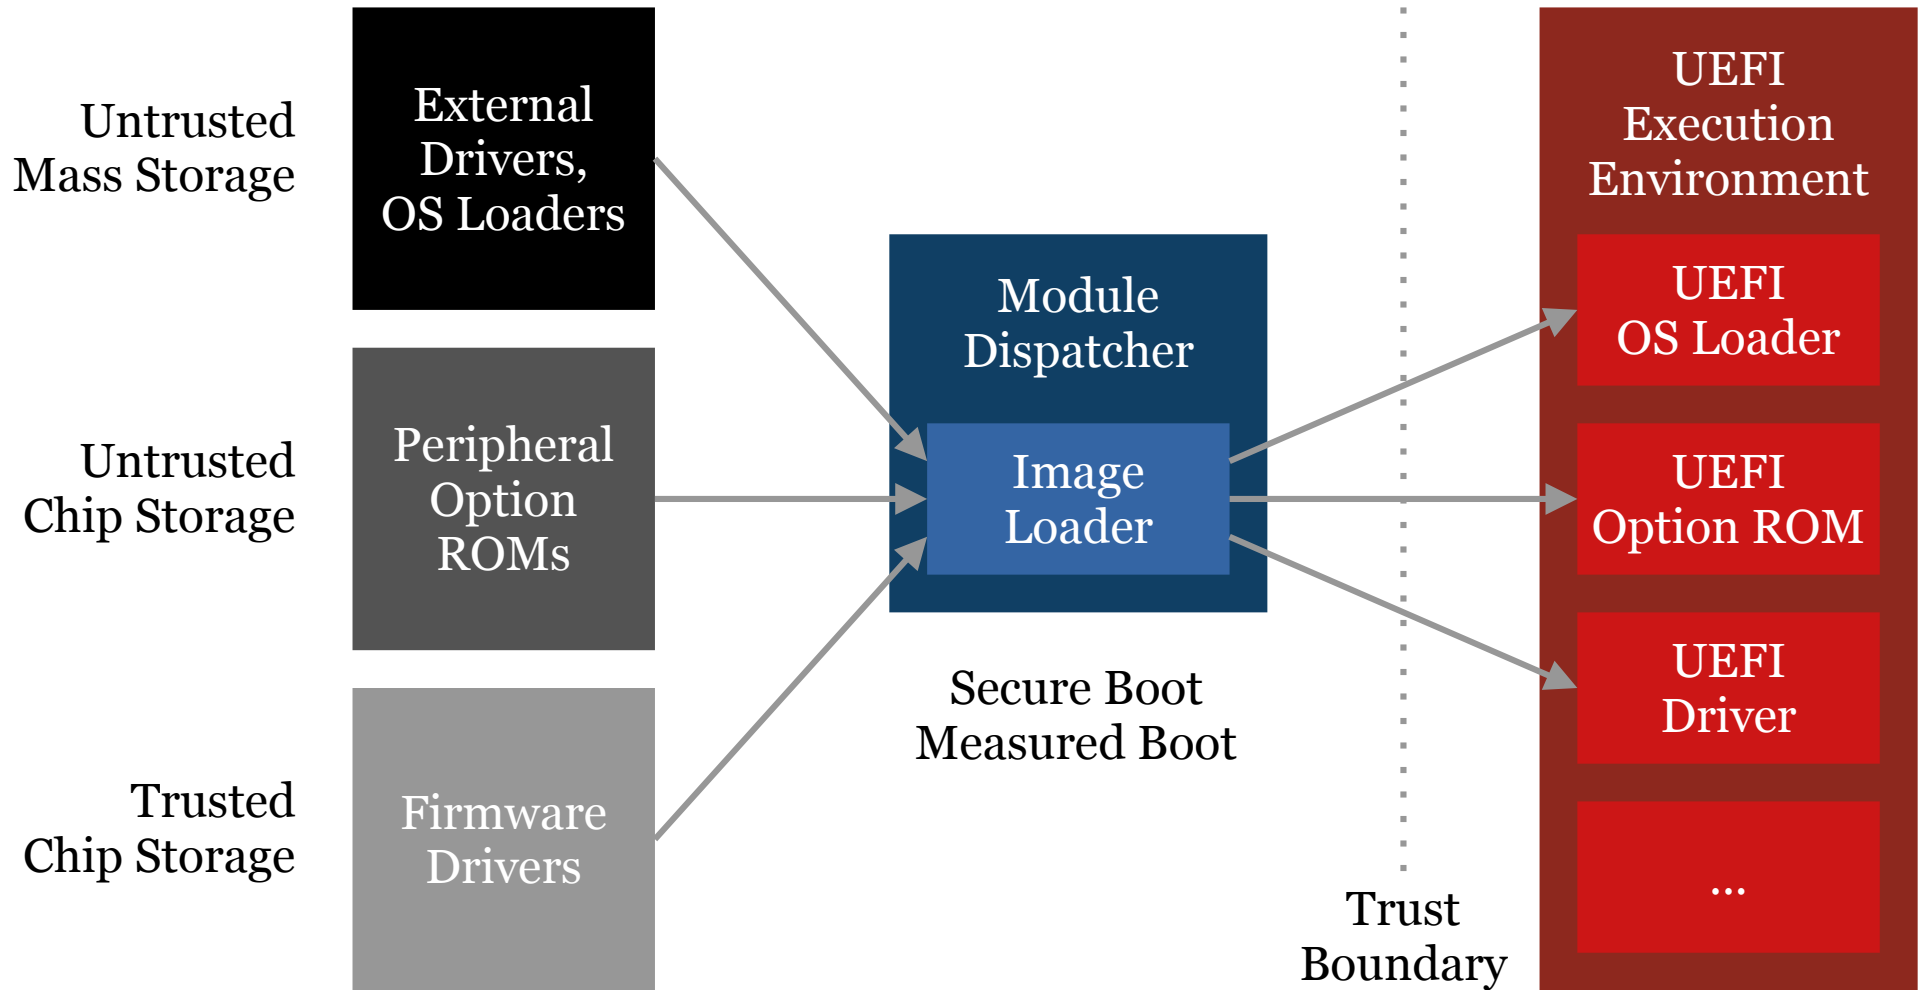 Untrusted
Mass Storage
External
Drivers,
OS Loaders
Untrusted
Chip Storage
Peripheral
Option
ROMs
Trusted
Chip Storage
Firmware
Drivers
Module
Dispatcher
Image
Loader
Secure Boot
Measured Boot
Trust
Boundary
UEFI
Execution
Environment
UEFI
OS Loader
UEFI
Option ROM
UEFI
Driver
...